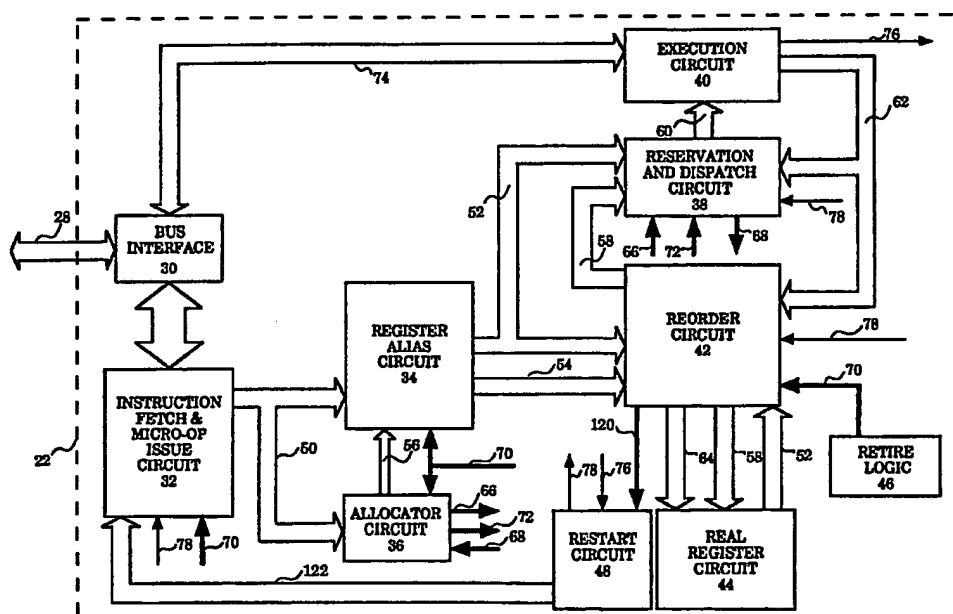 76
EXECUTION
CIRCUIT
40
74
62
60
RESERVATION
AND DISPATCH
CIRCUIT
38
52
78
28
BUS
INTERFACE
30
58
66
72
68
REGISTER
ALIAS
CIRCUIT
34
REORDER
CIRCUIT
42
78
54
70
INSTRUCTION
FETCH &
MICRO-OP
ISSUE
CIRCUIT
32
22
50
56
70
120
64
58
52
RETIRE
LOGIC
46
78
76
66
ALLOCATOR
CIRCUIT
36
72
68
78
70
RESTART
CIRCUIT
48
REAL
REGISTER
CIRCUIT
44
122